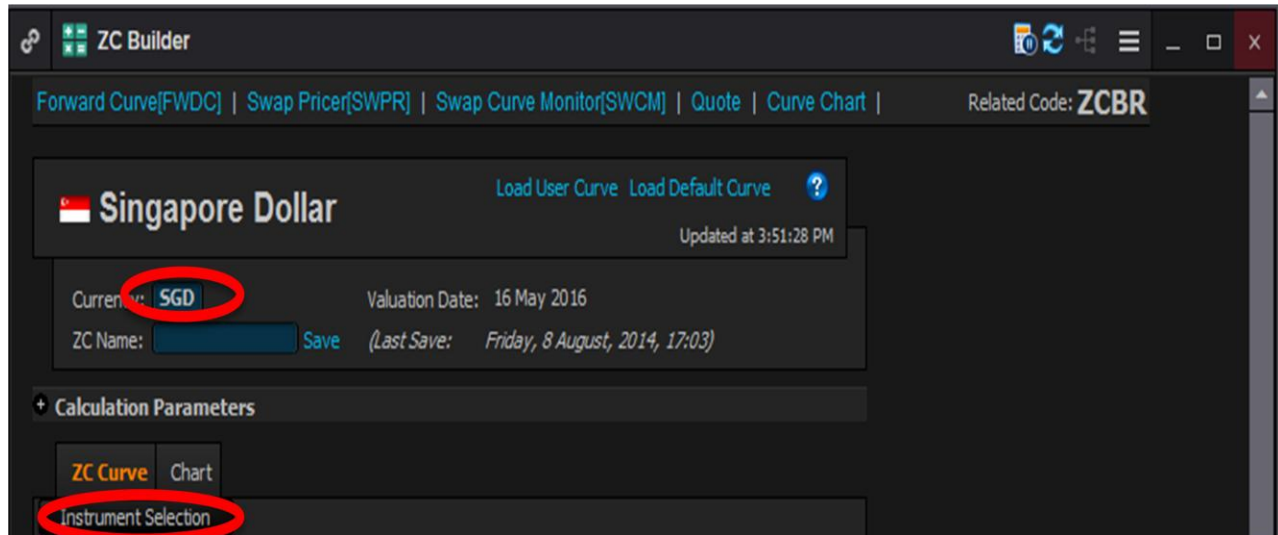 ZC Builder
Forward Curve[FWDC] | Swap Pricer[SWPR] | Swap Curve Monitor[SWCM] | Quote | Curve Chart | Related Code: ZCBR
Singapore Dollar
Load User Curve Load Default Curve ?
Updated at 3:51:28 PM
Currency: SGD Valuation Date: 16 May 2016
ZC Name: Save (Last Save: Friday, 8 August, 2014, 17:03)
+ Calculation Parameters
ZC Curve Chart
Instrument Selection